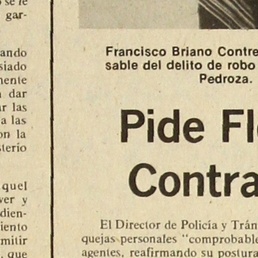 o se le
gar-
ando
siado
mente
n dar
ar las
a las
on la
sterio
quel
ver y
dien-
iento
mitir
, que
Francisco Briano Contre
sable del delito de robo
Pedroza.
Pide Fl
Contra
El Director de Policía y Trán
quejas personales "comprobable
agentes, reafirmando su postura